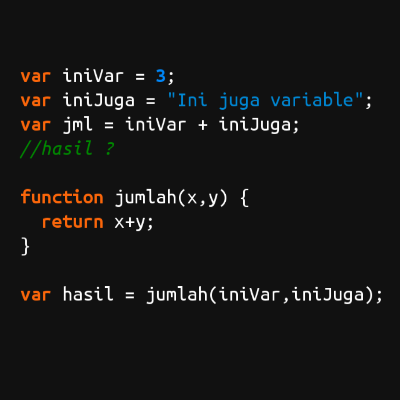 var iniVar = 3;
var iniJuga = "Ini juga variable";
var jml = iniVar + iniJuga;
//hasil ?
function jumlah(x,y) {
return x+y;
}
var hasil = jumlah(iniVar,iniJuga);